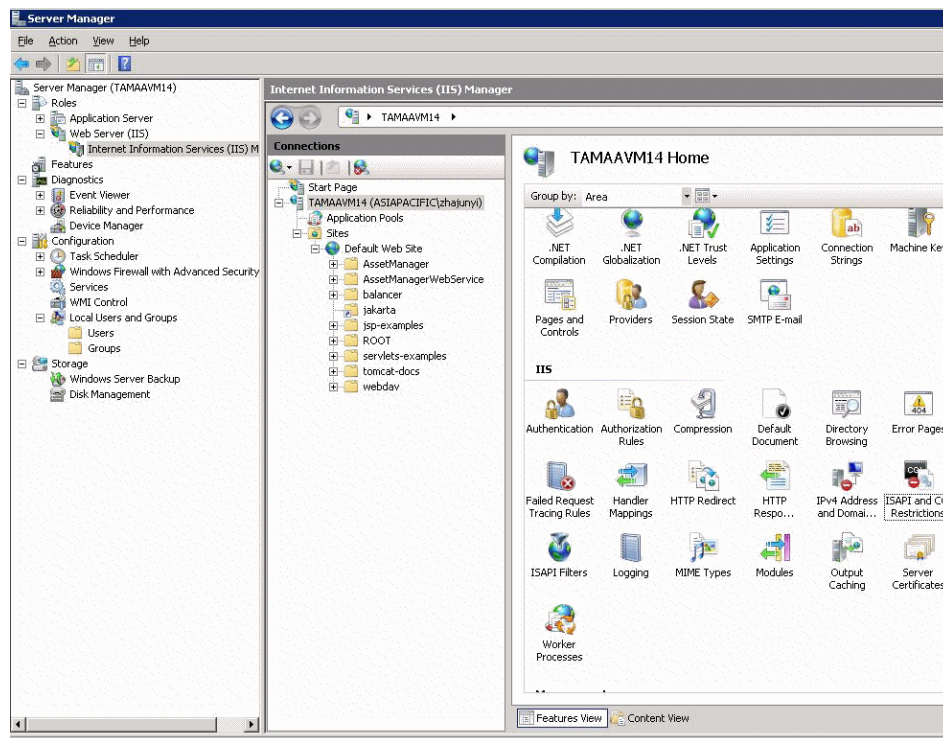 Server Manager
File Action View Help
Server Manager (TAMAAVM14)
Roles
Application Server
Web Server (IIS)
Internet Information Services (IIS) M
Features
Diagnostics
Event Viewer
Reliability and Performance
Device Manager
Configuration
Task Scheduler
Windows Firewall with Advanced Security
Services
WMI Control
Local Users and Groups
Users
Groups
Storage
Windows Server Backup
Disk Management
Internet Information Services (IIS) Manager
TAMAAVM14
Connections
Start Page
TAMAAVM14 (ASIAPACIFIC\zhajunyi)
Application Pools
Sites
Default Web Site
AssetManager
AssetManagerWebService
balancer
jakarta
jsp-examples
ROOT
servlets-examples
tomcat-docs
webdav
TAMAAVM14 Home
Group by: Area
.NET Compilation
.NET Globalization
.NET Trust Levels
Application Settings
Connection Strings
Machine Ke
Pages and Controls
Providers
Session State
SMTP E-mail
IIS
Authentication
Authorization Rules
Compression
Default Document
Directory Browsing
404
Error Pages
Failed Request Tracing Rules
Handler Mappings
HTTP Redirect
HTTP Respo...
IPv4 Address and Domai...
ISAPI and CG Restrictions
ISAPI Filters
Logging
MIME Types
Modules
Output Caching
Server Certificates
Worker Processes
Features View
Content View